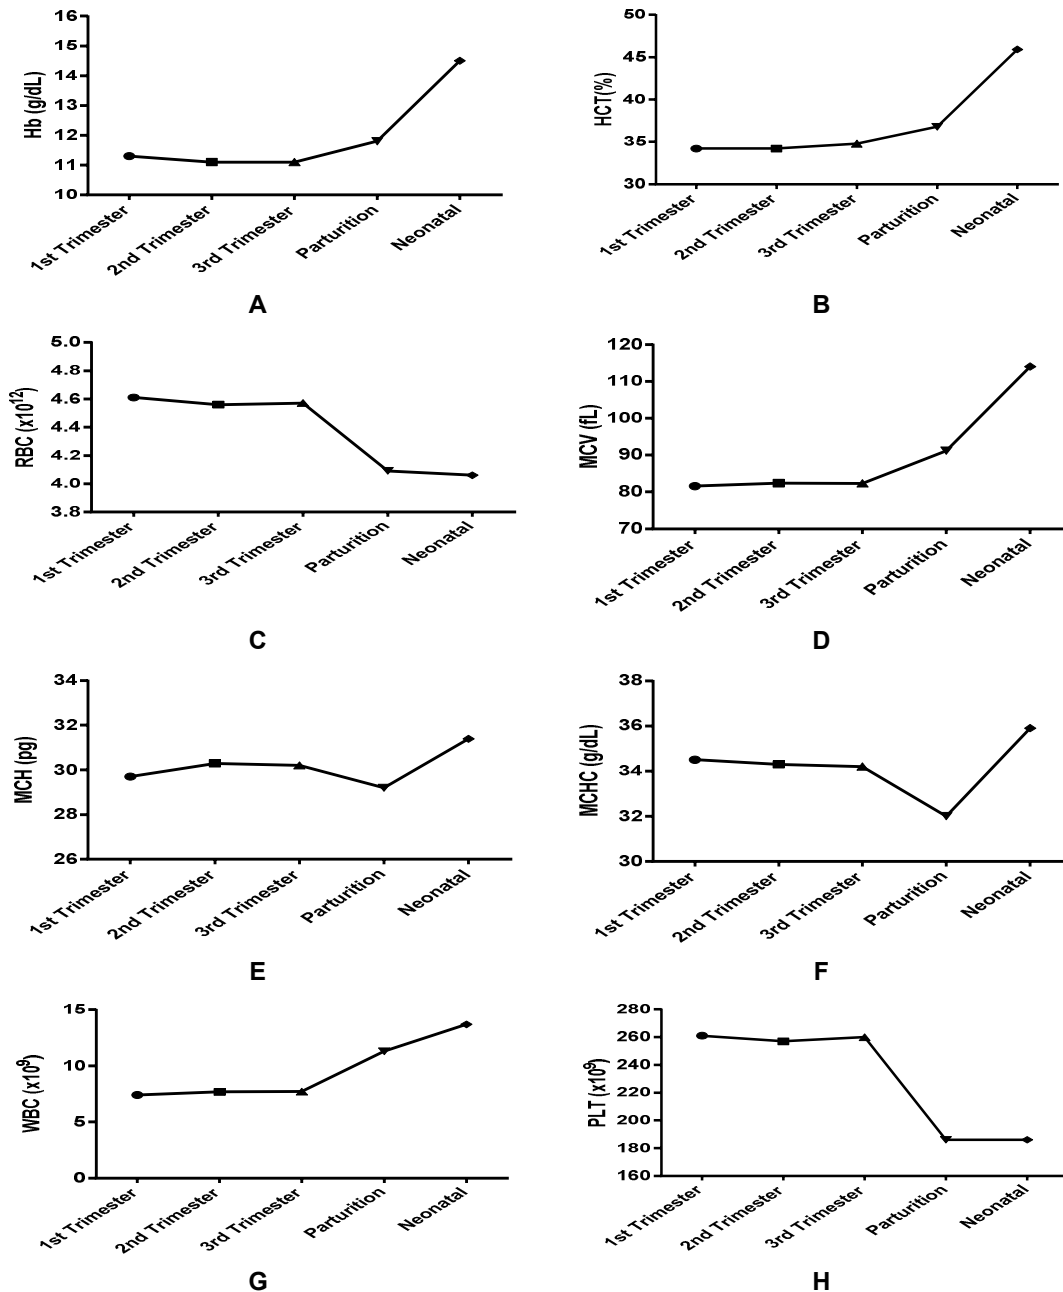 Hb (g/dL)
16
15
14
13
12
11
10
1st Trimester
2nd Trimester
3rd Trimester
Parturition
Neonatal
A
HCT(%)
50
45
40
35
30
1st Trimester
2nd Trimester
3rd Trimester
Parturition
Neonatal
B
RBC (x10¹²)
5.0
4.8
4.6
4.4
4.2
4.0
3.8
1st Trimester
2nd Trimester
3rd Trimester
Parturition
Neonatal
C
MCV (fL)
120
110
100
90
80
70
1st Trimester
2nd Trimester
3rd Trimester
Parturition
Neonatal
D
MCH (pg)
34
32
30
28
26
1st Trimester
2nd Trimester
3rd Trimester
Parturition
Neonatal
E
MCHC (g/dL)
38
36
34
32
30
1st Trimester
2nd Trimester
3rd Trimester
Parturition
Neonatal
F
WBC (x10⁹)
15
10
5
0
1st Trimester
2nd Trimester
3rd Trimester
Parturition
Neonatal
G
PLT (x10⁹)
280
260
240
220
200
180
160
1st Trimester
2nd Trimester
3rd Trimester
Parturition
Neonatal
H